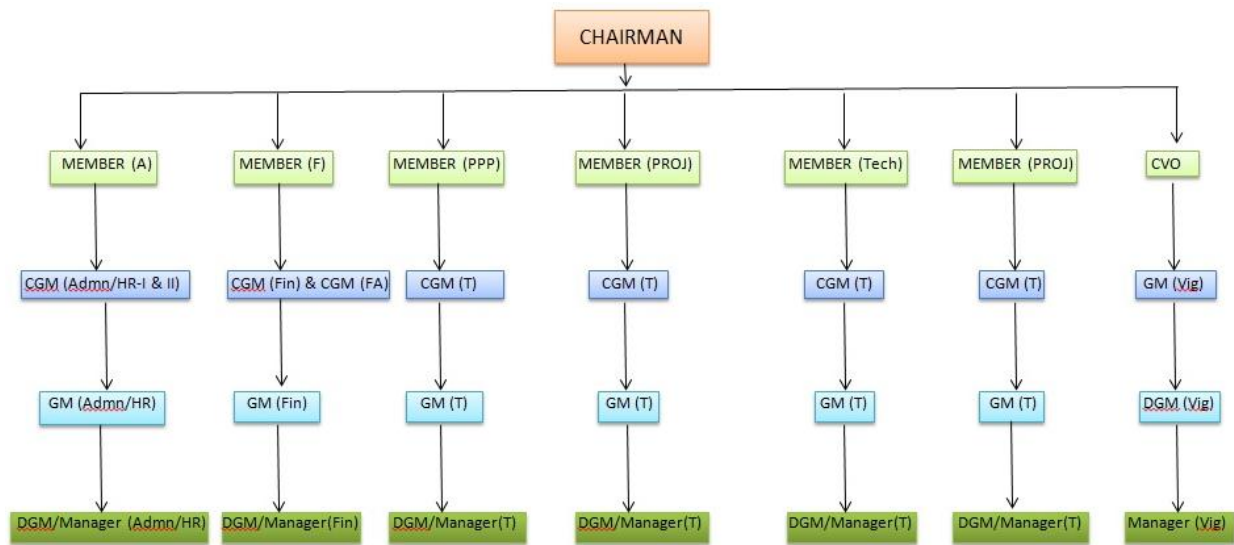 CHAIRMAN
MEMBER (A)
MEMBER (F)
MEMBER (PPP)
MEMBER (PROJ)
MEMBER (Tech)
MEMBER (PROJ)
CVO
CGM (Admn/HR-I & II)
CGM (Fin) & CGM (FA)
CGM (T)
CGM (T)
CGM (T)
CGM (T)
GM (Vig)
GM (Admn/HR)
GM (Fin)
GM (T)
GM (T)
GM (T)
GM (T)
DGM (Vig)
DGM/Manager (Admn/HR)
DGM/Manager(Fin)
DGM/Manager(T)
DGM/Manager(T)
DGM/Manager(T)
DGM/Manager(T)
Manager (Vig)